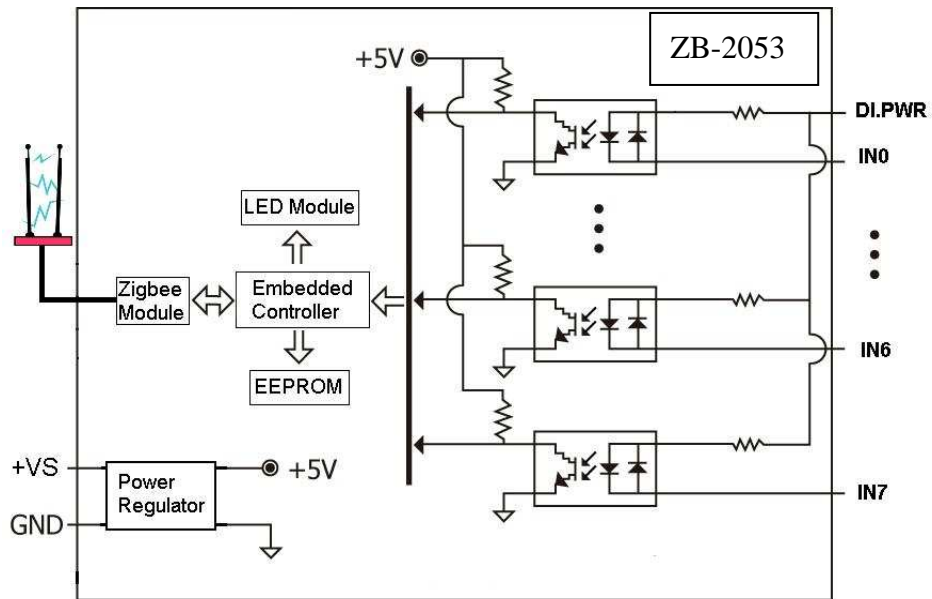 ZB-2053
+5V
DI.PWR
IN0
LED Module
Zigbee
Module
Embedded
Controller
IN6
EEPROM
+VS
Power
Regulator
+5V
IN7
GND